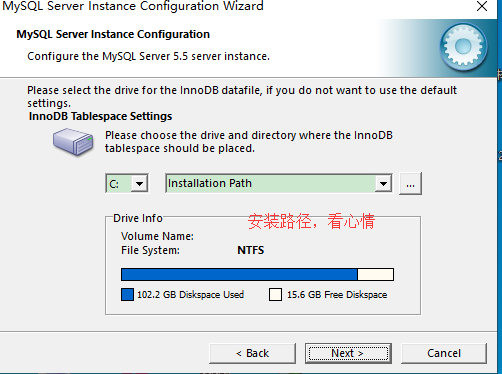 MySQL Server Instance Configuration Wizard
MySQL Server Instance Configuration
Configure the MySQL Server 5.5 server instance.
Please select the drive for the InnoDB datafile, if you do not want to use the default
settings.
InnoDB Tablespace Settings
Please choose the drive and directory where the InnoDB
tablespace should be placed.
C:
Installation Path
...
Drive Info
安装路径，看心情
Volume Name:
File System: NTFS
102.2 GB Diskspace Used
15.6 GB Free Diskspace
< Back
Next >
Cancel